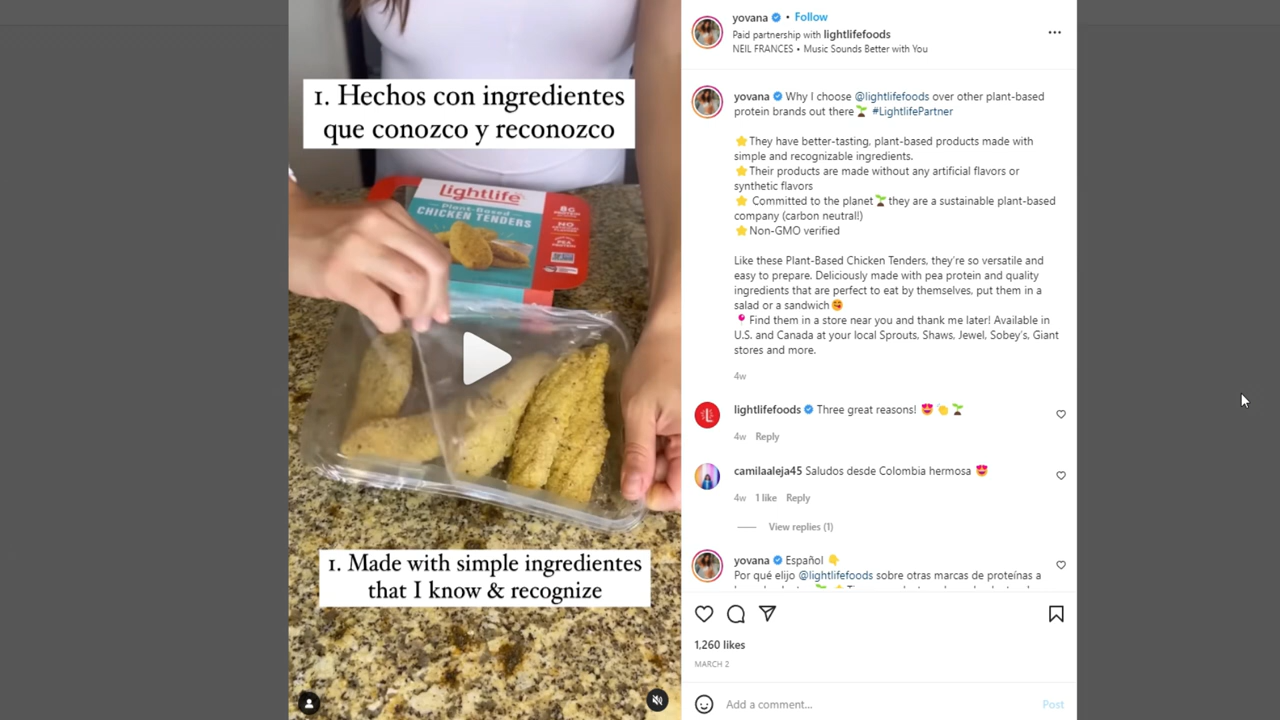 1. Hechos con ingredientes
que conozco y reconozco
Lightlife
Plant-Based
CHICKEN TENDERS
8G
NO
1. Made with simple ingredientes
that I know & recognize
yovana • Follow
Paid partnership with lightlifefoods
NEIL FRANCES • Music Sounds Better with You
yovana Why I choose @lightlifefoods over other plant-based
protein brands out there🌱 #LightlifePartner
⭐They have better-tasting, plant-based products made with
simple and recognizable ingredients.
⭐Their products are made without any artificial flavors or
synthetic flavors
⭐ Committed to the planet🌱they are a sustainable plant-based
company (carbon neutral!)
⭐Non-GMO verified
Like these Plant-Based Chicken Tenders, they're so versatile and
easy to prepare. Deliciously made with pea protein and quality
ingredients that are perfect to eat by themselves, put them in a
salad or a sandwich😋
📍Find them in a store near you and thank me later! Available in
U.S. and Canada at your local Sprouts, Shaws, Jewel, Sobey's, Giant
stores and more.
4w
lightlifefoods Three great reasons! 😍👏🌱
4w Reply
camilaaleja45 Saludos desde Colombia hermosa 😍
4w 1 like Reply
View replies (1)
yovana Español 👇
Por qué elijo @lightlifefoods sobre otras marcas de proteínas a
1,260 likes
MARCH 2
Add a comment...
Post